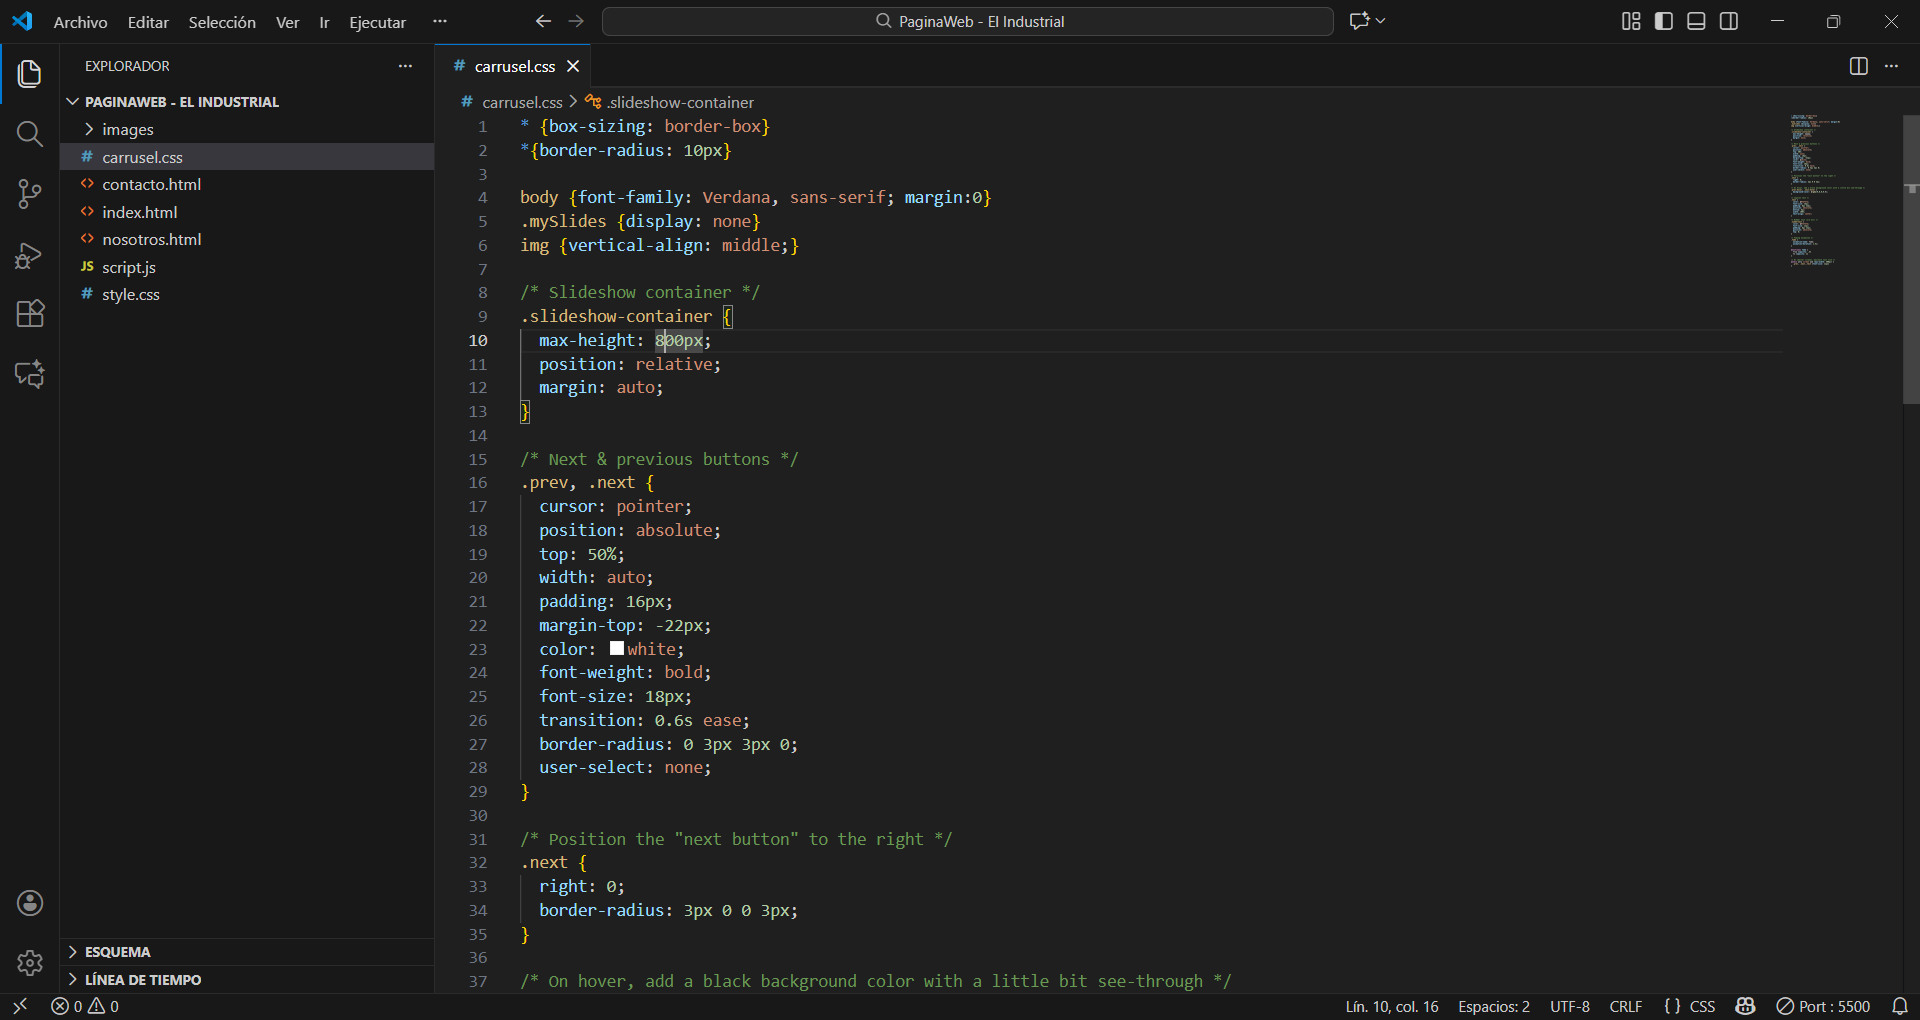 Archivo Editar Selección Ver Ir Ejecutar ···
PaginaWeb - El Industrial
EXPLORADOR
PAGINAWEB - EL INDUSTRIAL
images
# carrusel.css
<> contacto.html
<> index.html
<> nosotros.html
JS script.js
# style.css
ESQUEMA
LÍNEA DE TIEMPO
# carrusel.css
# carrusel.css > .slideshow-container
1 * {box-sizing: border-box}
2 *{border-radius: 10px}
3
4 body {font-family: Verdana, sans-serif; margin:0}
5 .mySlides {display: none}
6 img {vertical-align: middle;}
7
8 /* Slideshow container */
9 .slideshow-container {
10 max-height: 800px;
11 position: relative;
12 margin: auto;
13 }
14
15 /* Next & previous buttons */
16 .prev, .next {
17 cursor: pointer;
18 position: absolute;
19 top: 50%;
20 width: auto;
21 padding: 16px;
22 margin-top: -22px;
23 color: white;
24 font-weight: bold;
25 font-size: 18px;
26 transition: 0.6s ease;
27 border-radius: 0 3px 3px 0;
28 user-select: none;
29 }
30
31 /* Position the "next button" to the right */
32 .next {
33 right: 0;
34 border-radius: 3px 0 0 3px;
35 }
36
37 /* On hover, add a black background color with a little bit see-through */
0 0
Lín. 10, col. 16 Espacios: 2 UTF-8 CRLF {} CSS Port : 5500